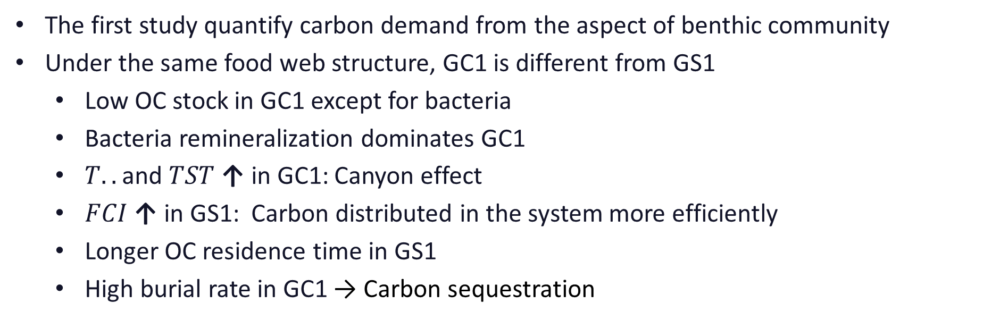 • The first study quantify carbon demand from the aspect of benthic community
• Under the same food web structure, GC1 is different from GS1
• Low OC stock in GC1 except for bacteria
• Bacteria remineralization dominates GC1
• T.. and TST ↑ in GC1: Canyon effect
• FCI ↑ in GS1: Carbon distributed in the system more efficiently
• Longer OC residence time in GS1
• High burial rate in GC1 → Carbon sequestration